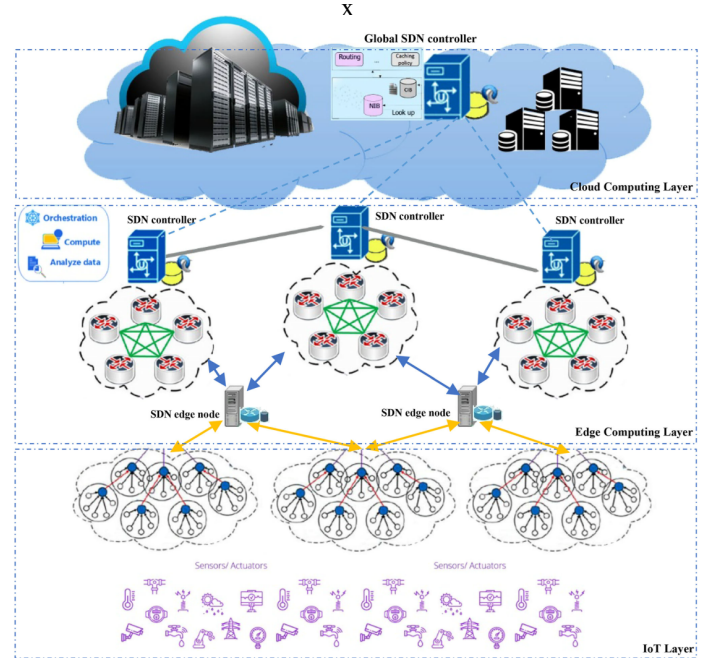 X
Global SDN controller
Routing
...
Caching
policy
CIB
NIB
Look up
Cloud Computing Layer
Orchestration
Compute
Analyze data
SDN controller
SDN controller
SDN controller
SDN edge node
SDN edge node
Edge Computing Layer
Sensors/ Actuators
Sensors/ Actuators
IoT Layer